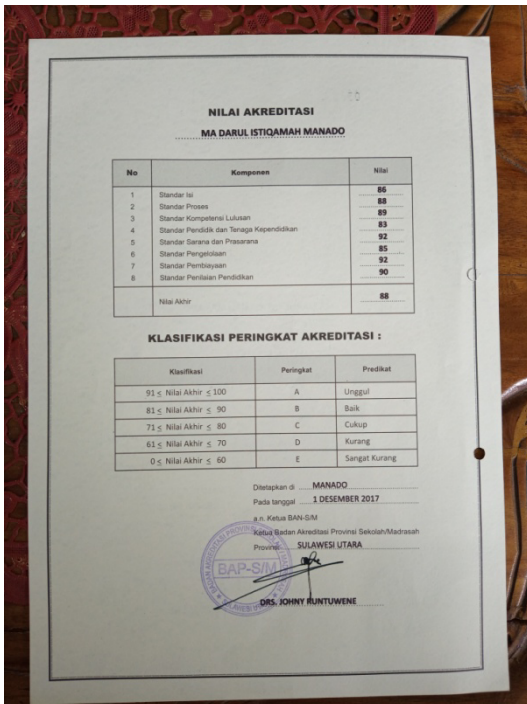 NILAI AKREDITASI
MA DARUL ISTIQAMAH MANADO
No Komponen Nilai
1 Standar Isi 86
2 Standar Proses 88
3 Standar Kompetensi Lulusan 89
4 Standar Pendidik dan Tenaga Kependidikan 83
5 Standar Sarana dan Prasarana 92
6 Standar Pengelolaan 85
7 Standar Pembiayaan 92
8 Standar Penilaian Pendidikan 90
Nilai Akhir 88
KLASIFIKASI PERINGKAT AKREDITASI :
Klasifikasi Peringkat Predikat
91 ≤ Nilai Akhir ≤ 100 A Unggul
81 ≤ Nilai Akhir ≤ 90 B Baik
71 ≤ Nilai Akhir ≤ 80 C Cukup
61 ≤ Nilai Akhir ≤ 70 D Kurang
0 ≤ Nilai Akhir ≤ 60 E Sangat Kurang
Ditetapkan di MANADO
Pada tanggal 1 DESEMBER 2017
a.n. Ketua BAN-S/M
Ketua Badan Akreditasi Provinsi Sekolah/Madrasah
Provinsi SULAWESI UTARA
BAP-S/M
DRS. JOHNY RUNTUWENE